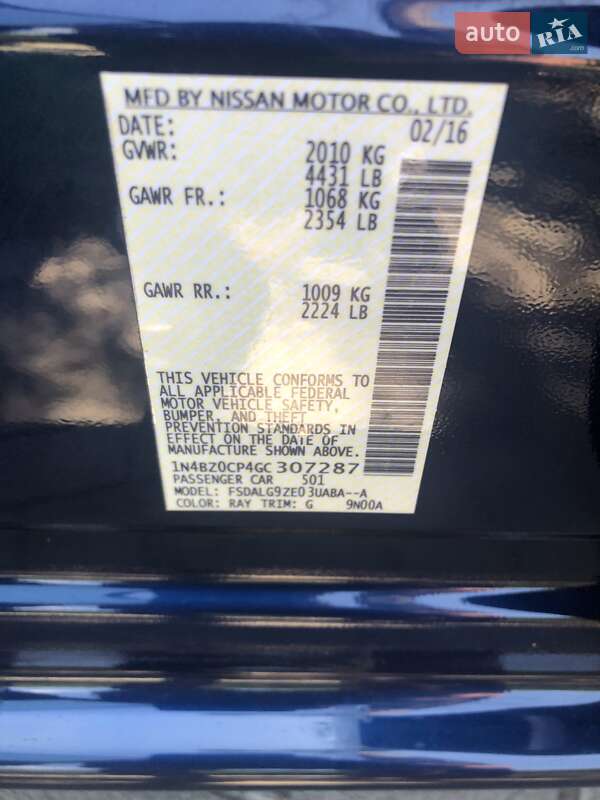 auto RIA.com
MFD BY NISSAN MOTOR CO., LTD.
DATE: 02/16
GVWR: 2010 KG
4431 LB
GAWR FR.: 1068 KG
2354 LB
GAWR RR.: 1009 KG
2224 LB
THIS VEHICLE CONFORMS TO
ALL APPLICABLE FEDERAL
MOTOR VEHICLE SAFETY,
BUMPER, AND THEFT
PREVENTION STANDARDS IN
EFFECT ON THE DATE OF
MANUFACTURE SHOWN ABOVE.
1N4BZ0CP4GC307287
PASSENGER CAR 501
MODEL: FSDALG9ZE03UABA--A
COLOR: RAY TRIM: G 9N00A